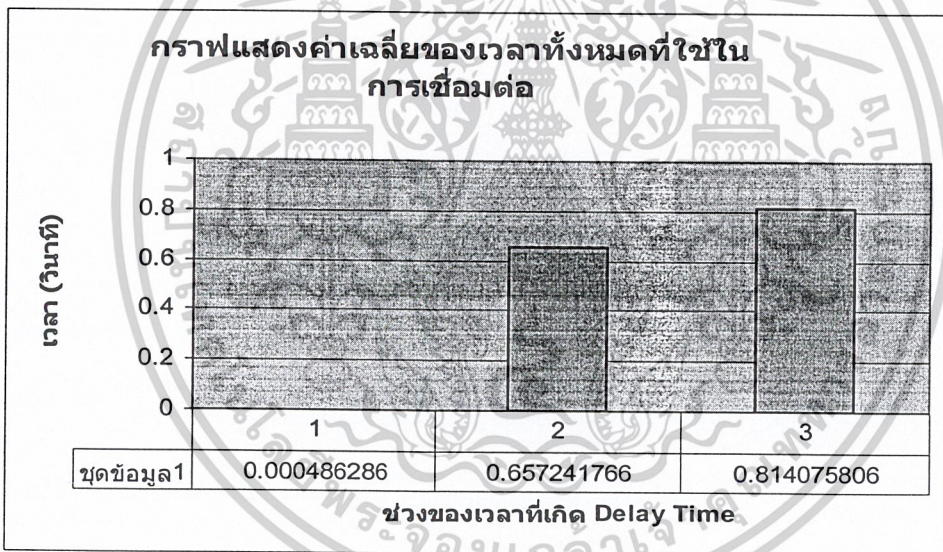 กราฟแสดงค่าเฉลี่ยของเวลาทั้งหมดที่ใช้ใน
การเชื่อมต่อ
เวลา (วินาที)
1
0.8
0.6
0.4
0.2
0
1 2 3
ชุดข้อมูล1 0.000486286 0.657241766 0.814075806
ช่วงของเวลาที่เกิด Delay Time